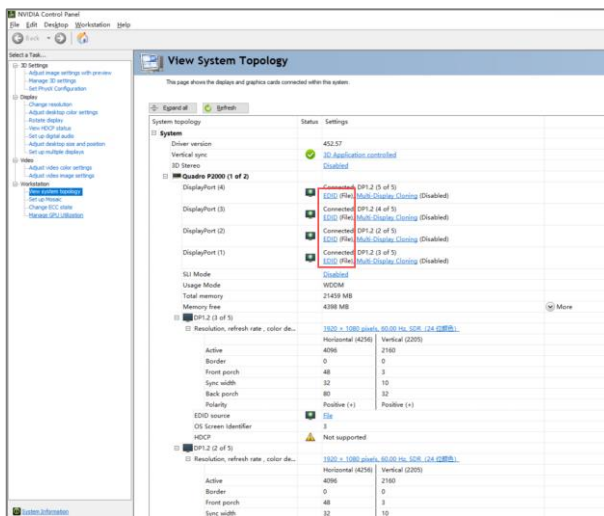 NVIDIA Control Panel
File Edit Desktop Workstation Help
Back
Select a Task...
3D Settings
Adjust image settings with preview
Manage 3D settings
Set PhysX Configuration
Display
Change resolution
Adjust desktop color settings
Rotate display
View HDCP status
Set up digital audio
Adjust desktop size and position
Set up multiple displays
Video
Adjust video color settings
Adjust video image settings
Workstation
View system topology
Set up Mosaic
Change ECC state
Manage GPU Utilization
System Information
View System Topology
This page shows the displays and graphics cards connected within the system.
Expand all Refresh
System topology Status Settings
System
Driver version 452.57
Vertical sync 3D Application controlled
3D Stereo Disabled
Quadro P2000 (1 of 2)
DisplayPort (4) Connected, DP1.2 (5 of 5)
EDID (File), Multi-Display Cloning (Disabled)
DisplayPort (3) Connected, DP1.2 (4 of 5)
EDID (File), Multi-Display Cloning (Disabled)
DisplayPort (2) Connected, DP1.2 (2 of 5)
EDID (File), Multi-Display Cloning (Disabled)
DisplayPort (1) Connected, DP1.2 (3 of 5)
EDID (File), Multi-Display Cloning (Disabled)
SLI Mode Disabled
Usage Mode WDDM
Total memory 21459 MB
Memory free 4398 MB More
DP1.2 (3 of 5)
Resolution, refresh rate , color de... 1920 × 1080 pixels, 60.00 Hz, SDR (24 位颜色)
Horizontal (4256) Vertical (2205)
Active 4096 2160
Border 0 0
Front porch 48 3
Sync width 32 10
Back porch 80 32
Polarity Positive (+) Positive (+)
EDID source File
OS Screen Identifier 3
HDCP Not supported
DP1.2 (2 of 5)
Resolution, refresh rate , color de... 1920 × 1080 pixels, 60.00 Hz, SDR (24 位颜色)
Horizontal (4256) Vertical (2205)
Active 4096 2160
Border 0 0
Front porch 48 3
Sync width 32 10